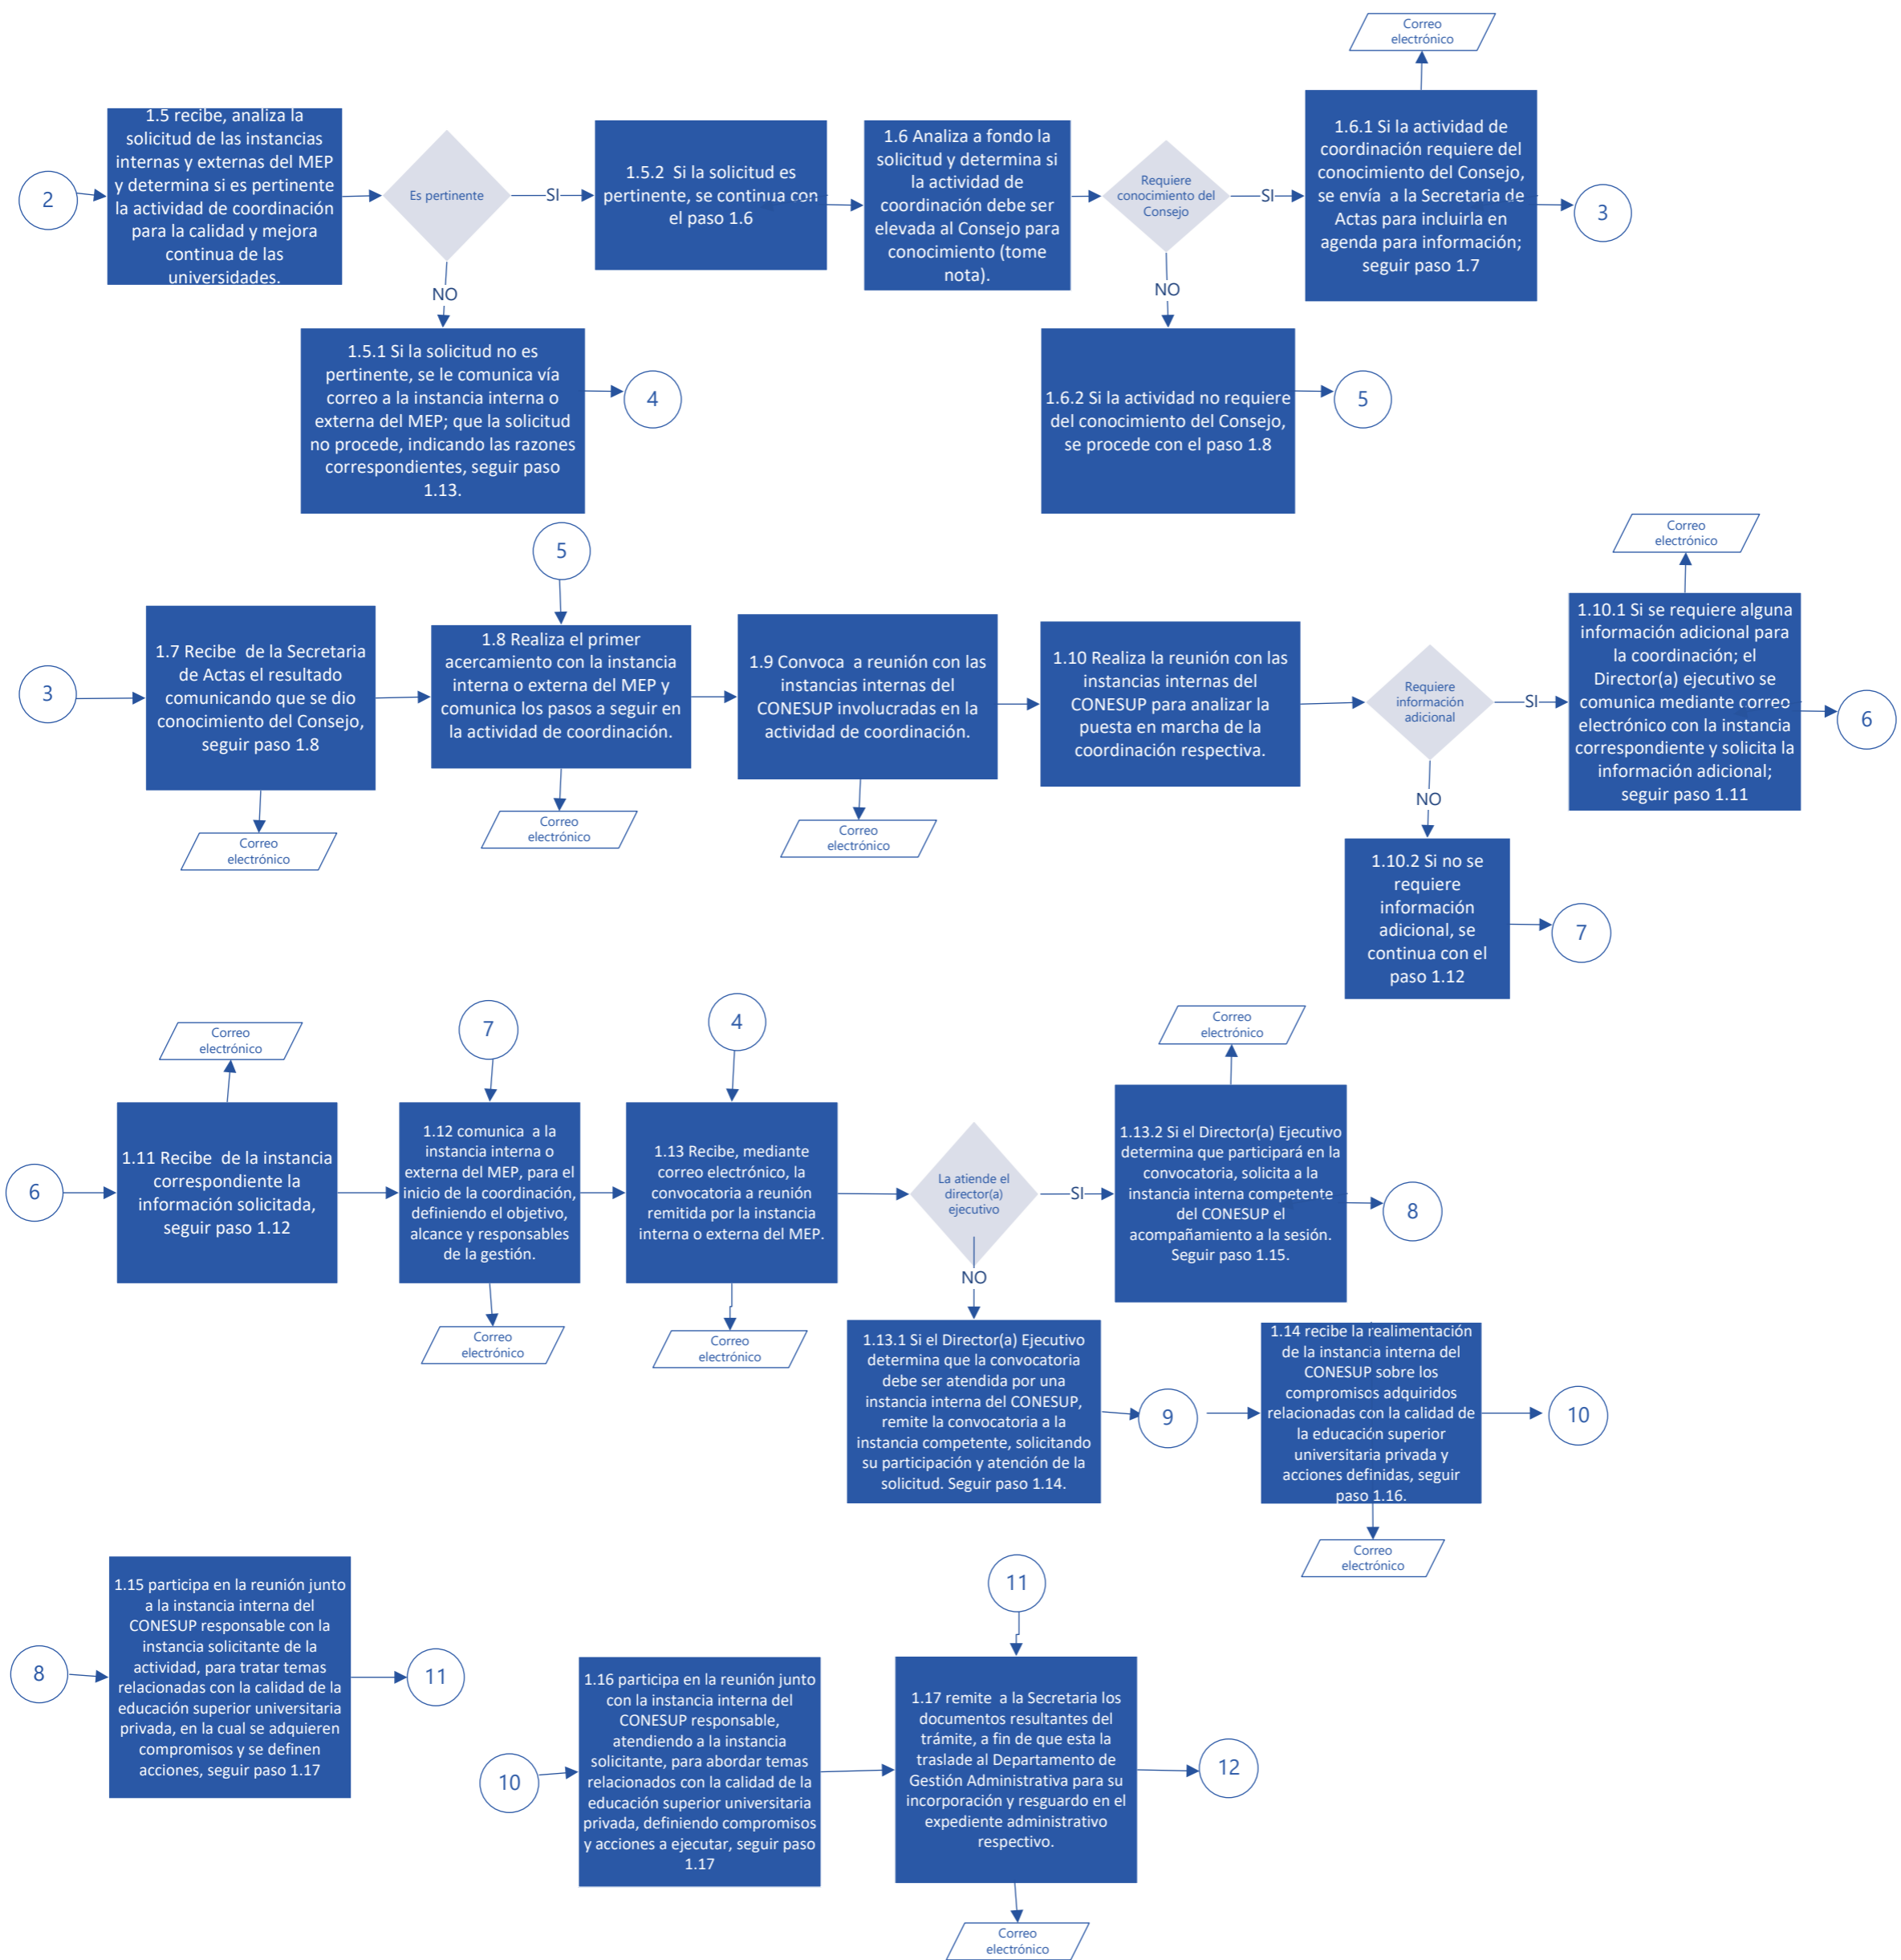 Correo
electrónico
2
1.5 recibe, analiza la
solicitud de las instancias
internas y externas del MEP
y determina si es pertinente
la actividad de coordinación
para la calidad y mejora
continua de las
universidades.
Es pertinente
SI
1.5.2 Si la solicitud es
pertinente, se continua con
el paso 1.6
1.6 Analiza a fondo la
solicitud y determina si
la actividad de
coordinación debe ser
elevada al Consejo para
conocimiento (tome
nota).
Requiere
conocimiento del
Consejo
SI
1.6.1 Si la actividad de
coordinación requiere del
conocimiento del Consejo,
se envía a la Secretaria de
Actas para incluirla en
agenda para información;
seguir paso 1.7
3
NO
1.5.1 Si la solicitud no es
pertinente, se le comunica vía
correo a la instancia interna o
externa del MEP; que la solicitud
no procede, indicando las razones
correspondientes, seguir paso
1.13.
4
NO
1.6.2 Si la actividad no requiere
del conocimiento del Consejo,
se procede con el paso 1.8
5
5
Correo
electrónico
3
1.7 Recibe de la Secretaria
de Actas el resultado
comunicando que se dio
conocimiento del Consejo,
seguir paso 1.8
1.8 Realiza el primer
acercamiento con la instancia
interna o externa del MEP y
comunica los pasos a seguir en
la actividad de coordinación.
1.9 Convoca a reunión con las
instancias internas del
CONESUP involucradas en la
actividad de coordinación.
1.10 Realiza la reunión con las
instancias internas del
CONESUP para analizar la
puesta en marcha de la
coordinación respectiva.
Requiere
información
adicional
SI
1.10.1 Si se requiere alguna
información adicional para
la coordinación; el
Director(a) ejecutivo se
comunica mediante correo
electrónico con la instancia
correspondiente y solicita la
información adicional;
seguir paso 1.11
6
Correo
electrónico
Correo
electrónico
Correo
electrónico
NO
1.10.2 Si no se
requiere
información
adicional, se
continua con el
paso 1.12
7
Correo
electrónico
7
4
Correo
electrónico
6
1.11 Recibe de la instancia
correspondiente la
información solicitada,
seguir paso 1.12
1.12 comunica a la
instancia interna o
externa del MEP, para el
inicio de la coordinación,
definiendo el objetivo,
alcance y responsables
de la gestión.
1.13 Recibe, mediante
correo electrónico, la
convocatoria a reunión
remitida por la instancia
interna o externa del MEP.
La atiende el
director(a)
ejecutivo
SI
1.13.2 Si el Director(a) Ejecutivo
determina que participará en la
convocatoria, solicita a la
instancia interna competente
del CONESUP el
acompañamiento a la sesión.
Seguir paso 1.15.
8
Correo
electrónico
Correo
electrónico
NO
1.13.1 Si el Director(a) Ejecutivo
determina que la convocatoria
debe ser atendida por una
instancia interna del CONESUP,
remite la convocatoria a la
instancia competente, solicitando
su participación y atención de la
solicitud. Seguir paso 1.14.
9
1.14 recibe la realimentación
de la instancia interna del
CONESUP sobre los
compromisos adquiridos
relacionadas con la calidad de
la educación superior
universitaria privada y
acciones definidas, seguir
paso 1.16.
10
Correo
electrónico
8
1.15 participa en la reunión junto
a la instancia interna del
CONESUP responsable con la
instancia solicitante de la
actividad, para tratar temas
relacionadas con la calidad de la
educación superior universitaria
privada, en la cual se adquieren
compromisos y se definen
acciones, seguir paso 1.17
11
11
10
1.16 participa en la reunión junto
con la instancia interna del
CONESUP responsable,
atendiendo a la instancia
solicitante, para abordar temas
relacionados con la calidad de la
educación superior universitaria
privada, definiendo compromisos
y acciones a ejecutar, seguir paso
1.17
1.17 remite a la Secretaria los
documentos resultantes del
trámite, a fin de que esta la
traslade al Departamento de
Gestión Administrativa para su
incorporación y resguardo en el
expediente administrativo
respectivo.
12
Correo
electrónico